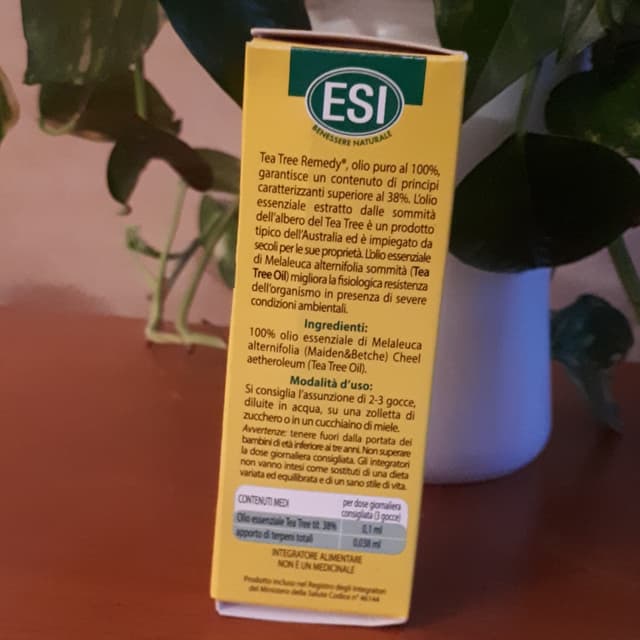 ESI
BENESSERE NATURALE
Tea Tree Remedy®, olio puro al 100%,
garantisce un contenuto di principi
caratterizzanti superiore al 38%. L'olio
essenziale estratto dalle sommità
dell'albero del Tea Tree è un prodotto
tipico dell'Australia ed è impiegato da
secoli per le sue proprietà. L'olio essenziale
di Melaleuca alternifolia sommità (Tea
Tree Oil) migliora la fisiologica resistenza
dell'organismo in presenza di severe
condizioni ambientali.
Ingredienti:
100% olio essenziale di Melaleuca
alternifolia (Maiden&Betche) Cheel
aetheroleum (Tea Tree Oil).
Modalità d'uso:
Si consiglia l'assunzione di 2-3 gocce,
diluite in acqua, su una zolletta di
zucchero o in un cucchiaino di miele.
Avvertenze: tenere fuori dalla portata dei
bambini di età inferiore ai tre anni. Non superare
la dose giornaliera consigliata. Gli integratori
non vanno intesi come sostituti di una dieta
variata ed equilibrata e di un sano stile di vita.
CONTENUTI MEDI per dose giornaliera
consigliata (3 gocce)
Olio essenziale Tea Tree tit. 38% 0,1 ml
apporto di terpeni totali 0,038 ml
INTEGRATORE ALIMENTARE
NON È UN MEDICINALE
Prodotto incluso nel Registro degli Integratori
del Ministero della Salute Codice n° 46144